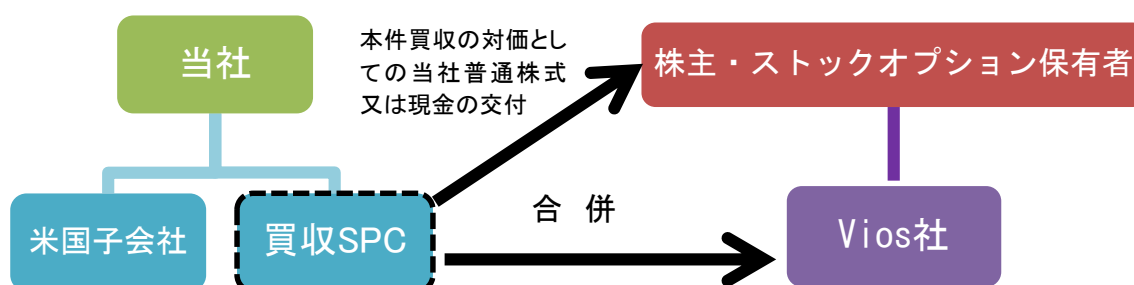 当社
本件買収の対価とし
ての当社普通株式
又は現金の交付
株主・ストックオプション保有者
米国子会社
買収SPC
合 併
Vios社